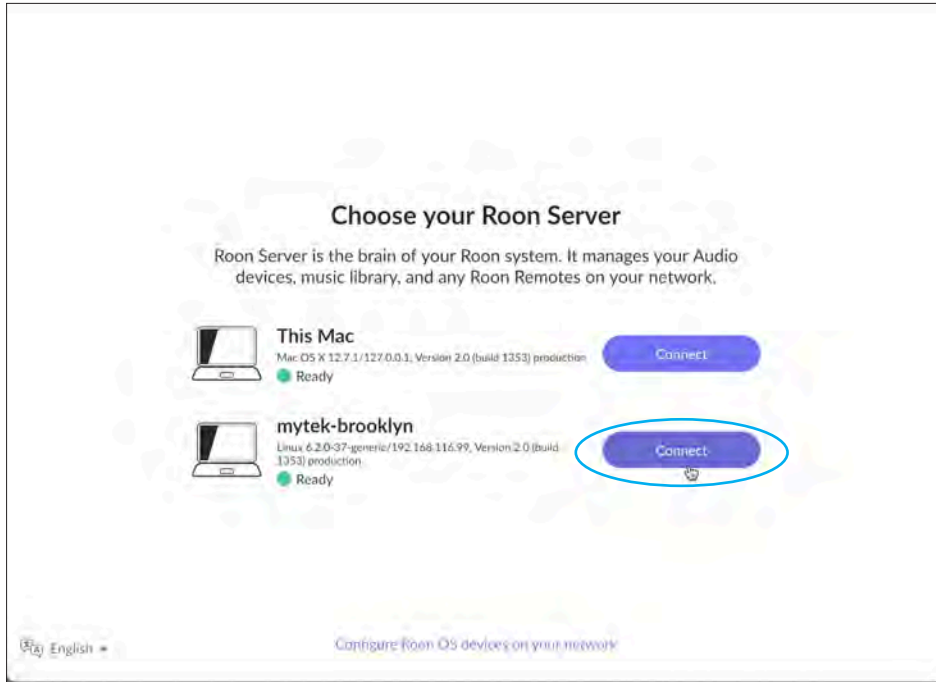 Choose your Roon Server
Roon Server is the brain of your Roon system. It manages your Audio
devices, music library, and any Roon Remotes on your network.
This Mac
Mac OS X 12.7.1/127.0.0.1, Version 2.0 (build 1353) production
Ready
Connect
mytek-brooklyn
Linux 6.2.0-37-generic/192.168.116.99, Version 2.0 (build
1353) production
Ready
Connect
English
Configure Roon OS devices on your network